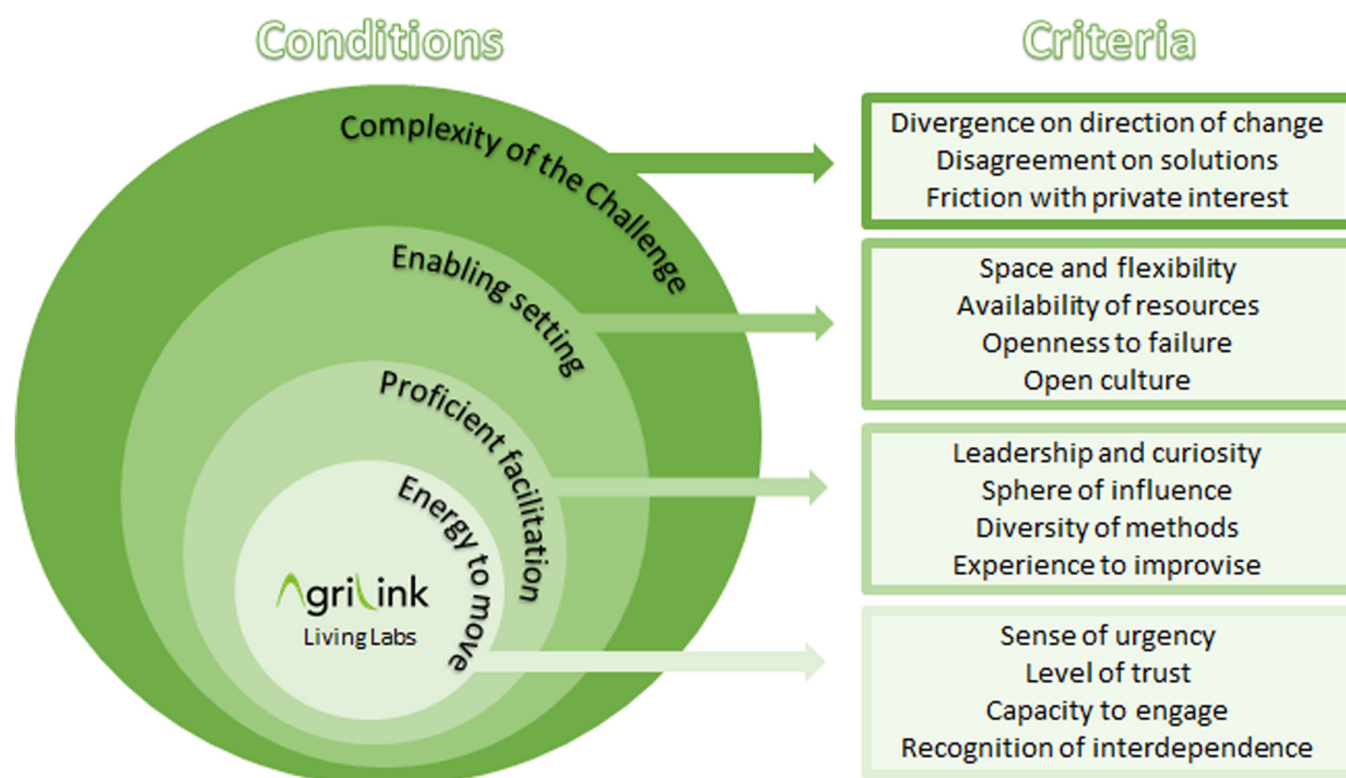 Conditions
Criteria
Complexity of the Challenge
Divergence on direction of change
Disagreement on solutions
Friction with private interest
Enabling setting
Space and flexibility
Availability of resources
Openness to failure
Open culture
Proficient facilitation
Leadership and curiosity
Sphere of influence
Diversity of methods
Experience to improvise
Energy to move
AgriLink
Living Labs
Sense of urgency
Level of trust
Capacity to engage
Recognition of interdependence